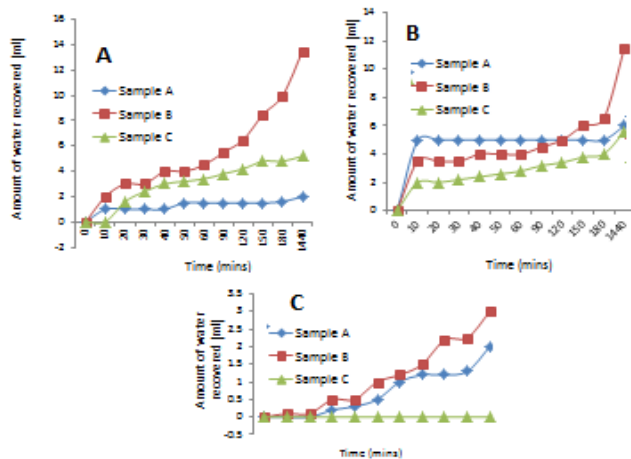 A
Amount of water recovered [ml]
16
14
12
10
8
6
4
2
0
-2
Sample A
Sample B
Sample C
0 10 20 30 40 50 60 90 120 150 180 1440
Time (mins)
B
Amount of water recovered [ml]
14
12
10
8
6
4
2
0
Sample A
Sample B
Sample C
0 10 20 30 40 50 60 90 120 150 180 1440
Time (mins)
C
Amount of water
recovered [ml]
3.5
3
2.5
2
1.5
1
0.5
0
-0.5
Sample A
Sample B
Sample C
Time (mins)